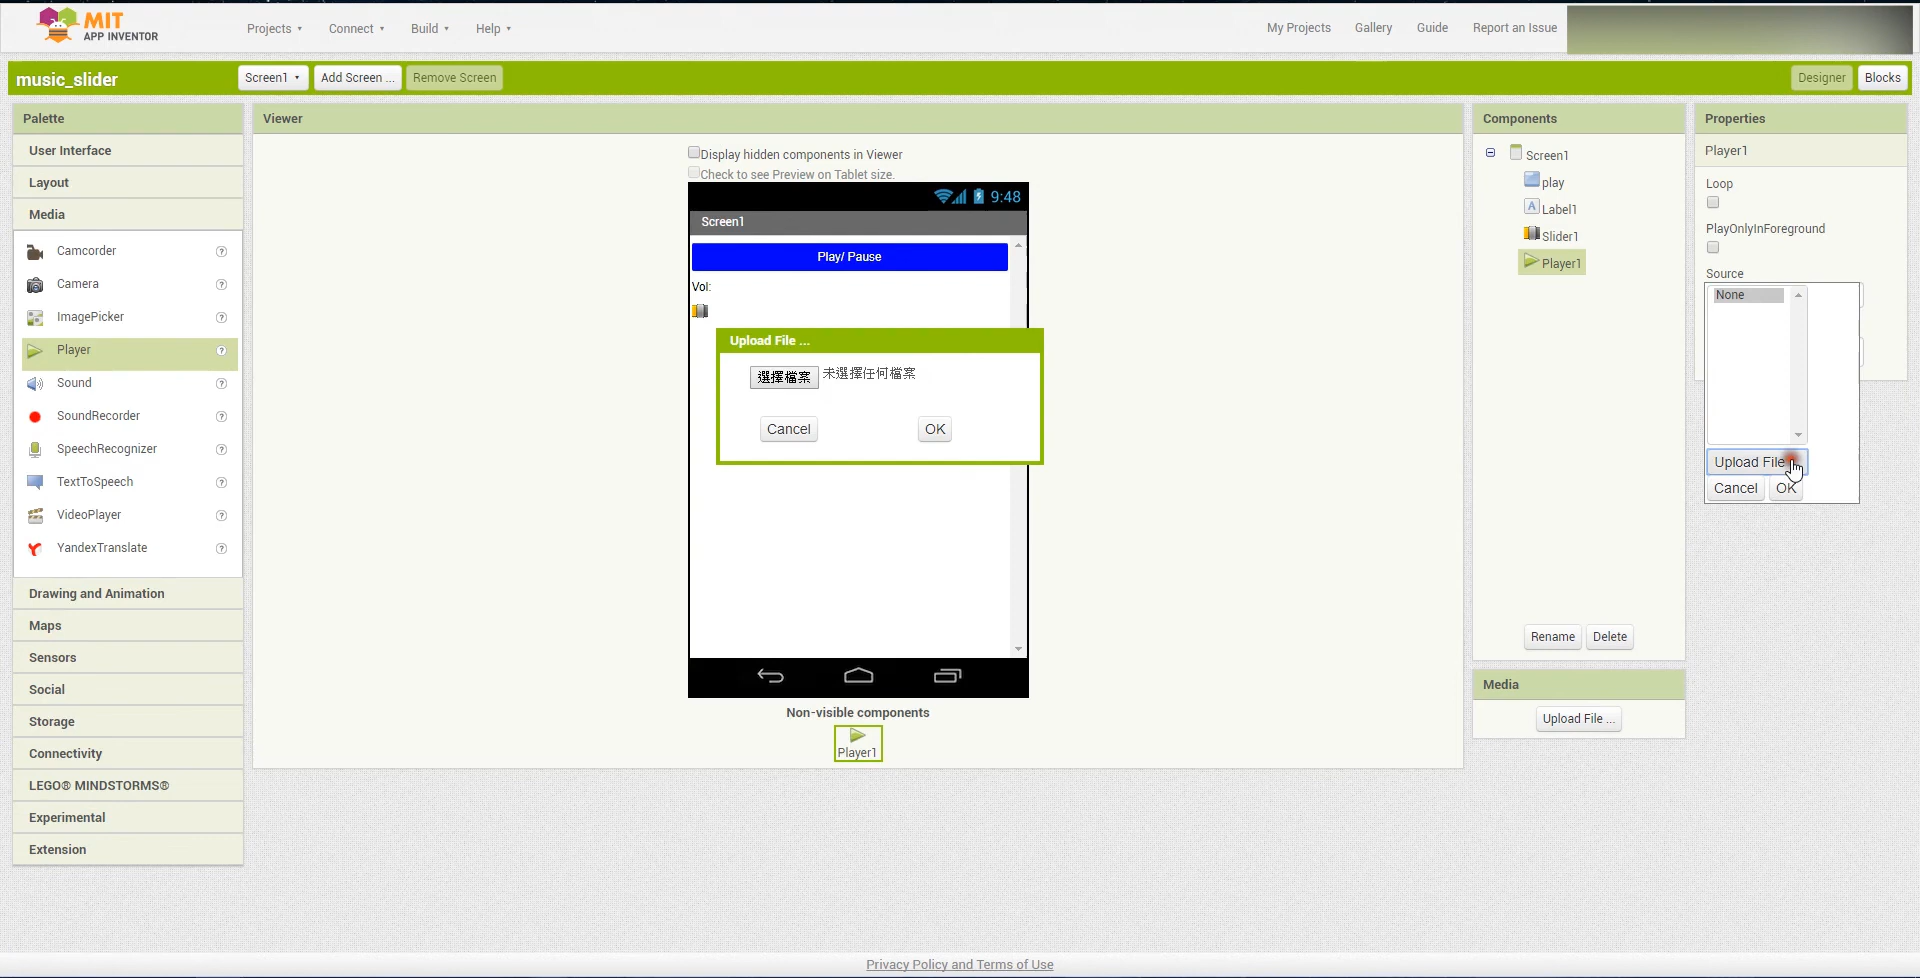 MIT
APP INVENTOR
Projects
Connect
Build
Help
My Projects
Gallery
Guide
Report an Issue
music_slider
Screen1
Add Screen ...
Remove Screen
Designer
Blocks
Palette
User Interface
Layout
Media
Camcorder
Camera
ImagePicker
Player
Sound
SoundRecorder
SpeechRecognizer
TextToSpeech
VideoPlayer
YandexTranslate
Drawing and Animation
Maps
Sensors
Social
Storage
Connectivity
LEGO® MINDSTORMS®
Experimental
Extension
Viewer
Display hidden components in Viewer
Check to see Preview on Tablet size.
9:48
Screen1
Play/ Pause
Vol:
Upload File ...
選擇檔案 未選擇任何檔案
Cancel
OK
Non-visible components
Player1
Components
Screen1
play
A Label1
Slider1
Player1
Rename
Delete
Media
Upload File ...
Properties
Player1
Loop
PlayOnlyInForeground
Source
None
Upload File
Cancel
OK
Privacy Policy and Terms of Use